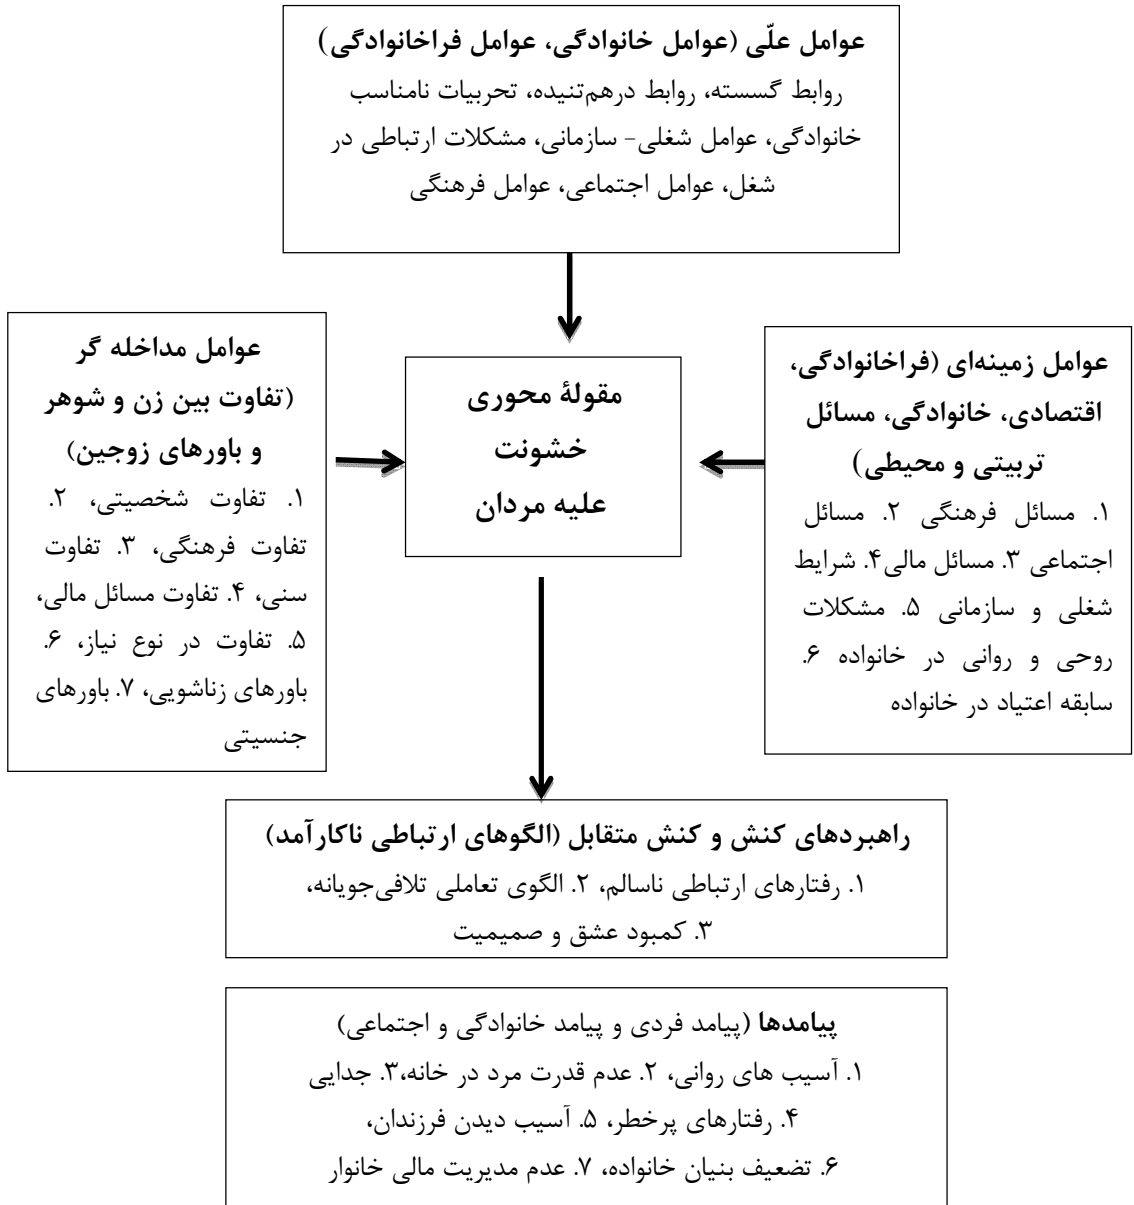 عوامل علّی (عوامل خانوادگی، عوامل فراخانوادگی)
روابط گسسته، روابط درهم‌تنیده، تحربیات نامناسب
خانوادگی، عوامل شغلی- سازمانی، مشکلات ارتباطی در
شغل، عوامل اجتماعی، عوامل فرهنگی
عوامل زمینه‌ای (فراخانوادگی،
اقتصادی، خانوادگی، مسائل
تربیتی و محیطی)
۱. مسائل فرهنگی ۲. مسائل
اجتماعی ۳. مسائل مالی۴. شرایط
شغلی و سازمانی ۵. مشکلات
روحی و روانی در خانواده ۶.
سابقه اعتیاد در خانواده
مقولهٔ محوری
خشونت
علیه مردان
عوامل مداخله گر
(تفاوت بین زن و شوهر
و باورهای زوجین)
۱. تفاوت شخصیتی، ۲.
تفاوت فرهنگی، ۳. تفاوت
سنی، ۴. تفاوت مسائل مالی،
۵. تفاوت در نوع نیاز، ۶.
باورهای زناشویی، ۷. باورهای
جنسیتی
راهبردهای کنش و کنش متقابل (الگوهای ارتباطی ناکارآمد)
۱. رفتارهای ارتباطی ناسالم، ۲. الگوی تعاملی تلافی‌جویانه،
۳. کمبود عشق و صمیمیت
پیامدها (پیامد فردی و پیامد خانوادگی و اجتماعی)
۱. آسیب های روانی، ۲. عدم قدرت مرد در خانه،۳. جدایی
۴. رفتارهای پرخطر، ۵. آسیب دیدن فرزندان،
۶. تضعیف بنیان خانواده، ۷. عدم مدیریت مالی خانوار